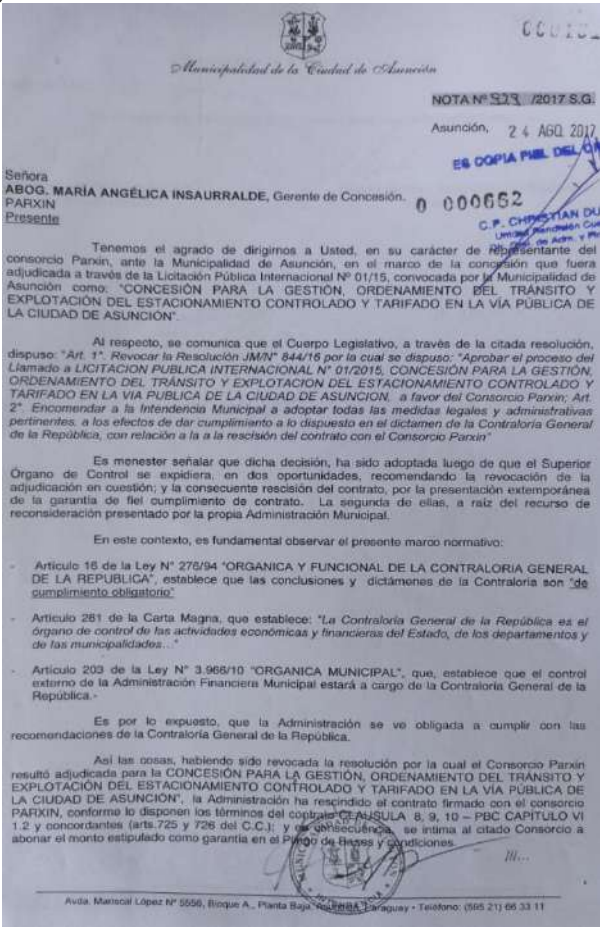 Municipalidad de la Ciudad de Asunción
NOTA Nº /2017 S.G.
Asunción, 24 AGO 2017
ES COPIA FIEL DEL
Señora
ABOG. MARÍA ANGÉLICA INSAURRALDE, Gerente de Concesión.
PARXIN
0 000652
Presente
C.P. CHRISTIAN
Tenemos el agrado de dirigirnos a Usted, en su carácter de representante del
consorcio Parxin, ante la Municipalidad de Asunción, en el marco de la concesión que fuera
adjudicada a través de la Licitación Pública Internacional Nº 01/15, convocada por la Municipalidad de
Asunción como: "CONCESIÓN PARA LA GESTIÓN, ORDENAMIENTO DEL TRÁNSITO Y
EXPLOTACIÓN DEL ESTACIONAMIENTO CONTROLADO Y TARIFADO EN LA VÍA PÚBLICA DE
LA CIUDAD DE ASUNCIÓN".
Al respecto, se comunica que el Cuerpo Legislativo, a través de la citada resolución,
dispuso: "Art. 1°. Revocar la Resolución JM/N° 844/16 por la cual se dispuso: "Aprobar el proceso del
Llamado a LICITACION PUBLICA INTERNACIONAL N° 01/2015, CONCESIÓN PARA LA GESTIÓN,
ORDENAMIENTO DEL TRÁNSITO Y EXPLOTACION DEL ESTACIONAMIENTO CONTROLADO Y
TARIFADO EN LA VIA PUBLICA DE LA CIUDAD DE ASUNCION, a favor del Consorcio Parxin; Art.
2°. Encomendar a la Intendencia Municipal a adoptar todas las medidas legales y administrativas
pertinentes, a los efectos de dar cumplimiento a lo dispuesto en el dictamen de la Contraloría General
de la República, con relación a la a la rescisión del contrato con el Consorcio Parxin"
Es menester señalar que dicha decisión, ha sido adoptada luego de que el Superior
Órgano de Control se expidiera, en dos oportunidades, recomendando la revocación de la
adjudicación en cuestión; y la consecuente rescisión del contrato, por la presentación extemporánea
de la garantía de fiel cumplimiento de contrato. La segunda de ellas, a raíz del recurso de
reconsideración presentado por la propia Administración Municipal.
En este contexto, es fundamental observar el presente marco normativo:
- Artículo 16 de la Ley N° 276/94 "ORGANICA Y FUNCIONAL DE LA CONTRALORIA GENERAL
DE LA REPUBLICA", establece que las conclusiones y dictámenes de la Contraloría son "de
cumplimiento obligatorio"
- Artículo 281 de la Carta Magna, que establece: "La Contraloría General de la República es el
órgano de control de las actividades económicas y financieras del Estado, de los departamentos y
de las municipalidades..."
- Artículo 203 de la Ley N° 3.966/10 "ORGANICA MUNICIPAL", que, establece que el control
externo de la Administración Financiera Municipal estará a cargo de la Contraloría General de la
República.-
Es por lo expuesto, que la Administración se ve obligada a cumplir con las
recomendaciones de la Contraloría General de la República.
Así las cosas, habiendo sido revocada la resolución por la cual el Consorcio Parxin
resultó adjudicada para la CONCESIÓN PARA LA GESTIÓN, ORDENAMIENTO DEL TRÁNSITO Y
EXPLOTACIÓN DEL ESTACIONAMIENTO CONTROLADO Y TARIFADO EN LA VÍA PÚBLICA DE
LA CIUDAD DE ASUNCIÓN", la Administración ha rescindido el contrato firmado con el consorcio
PARXIN, conforme lo disponen los términos del contrato CLAUSULA 8, 9, 10 – PBC CAPITULO VI
1.2 y concordantes (arts.725 y 726 del C.C.); y en consecuencia, se intima al citado Consorcio a
abonar el monto estipulado como garantía en el Pliego de Bases y condiciones.
///...
Avda. Mariscal López Nº 5556, Bloque A., Planta Baja, Asunción, Paraguay • Teléfono: (595 21) 66 33 11